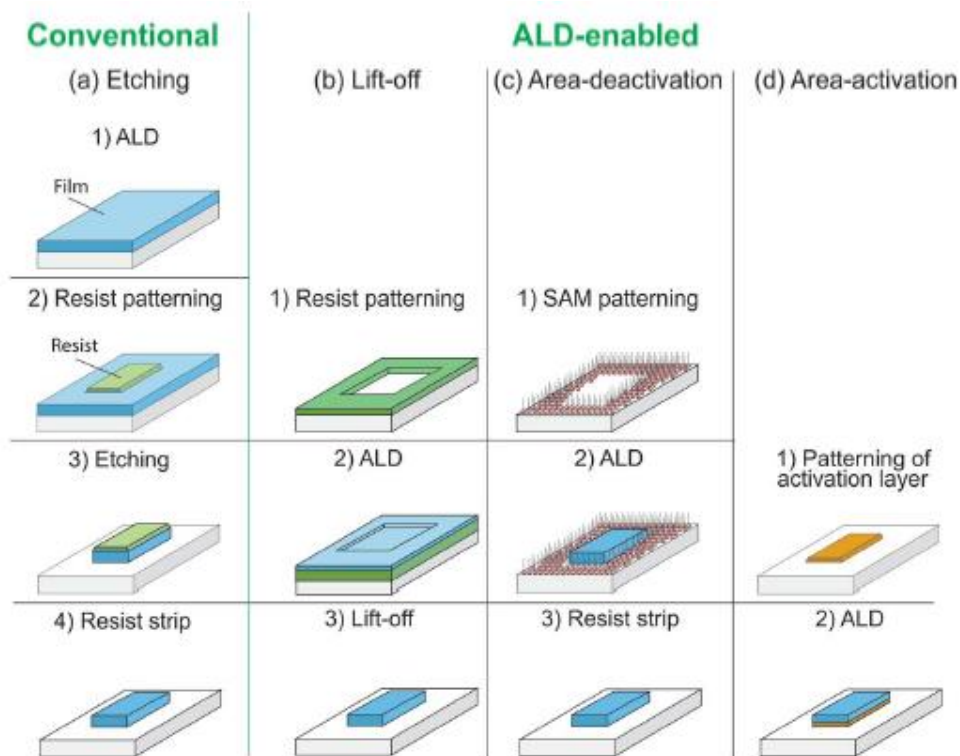 Conventional
ALD-enabled
(a) Etching
(b) Lift-off
(c) Area-deactivation
(d) Area-activation
1) ALD
Film
2) Resist patterning
1) Resist patterning
1) SAM patterning
Resist
3) Etching
2) ALD
2) ALD
1) Patterning of
activation layer
4) Resist strip
3) Lift-off
3) Resist strip
2) ALD